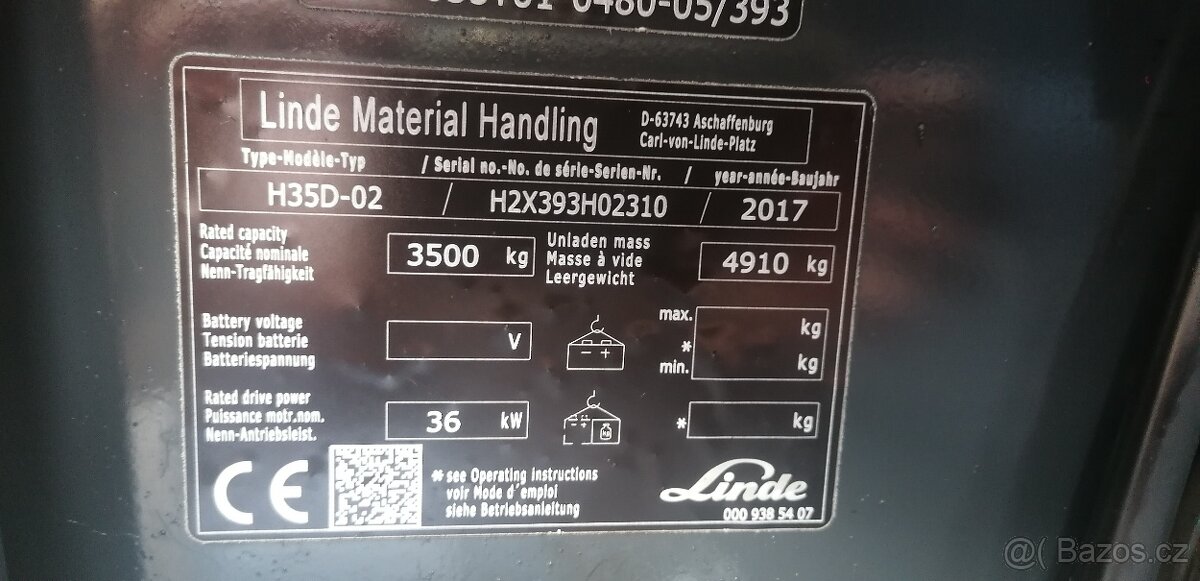 0480-05/393
Linde Material Handling
D-63743 Aschaffenburg
Carl-von-Linde-Platz
Type-Modèle-Typ / Serial no.-No. de série-Serien-Nr. / year-année-Baujahr
H35D-02 / H2X393H02310 / 2017
Rated capacity
Capacité nominale
Nenn-Tragfähigkeit
3500 kg
Unladen mass
Masse à vide
Leergewicht
4910 kg
Battery voltage
Tension batterie
Batteriespannung
V
- +
max. kg
*
min. kg
Rated drive power
Puissance motr.nom.
Nenn-Antriebsleist.
36 kW
* kg
CE
* see Operating instructions
voir Mode d'emploi
siehe Betriebsanleitung
Linde
000 938 54 07
@( Bazos.cz